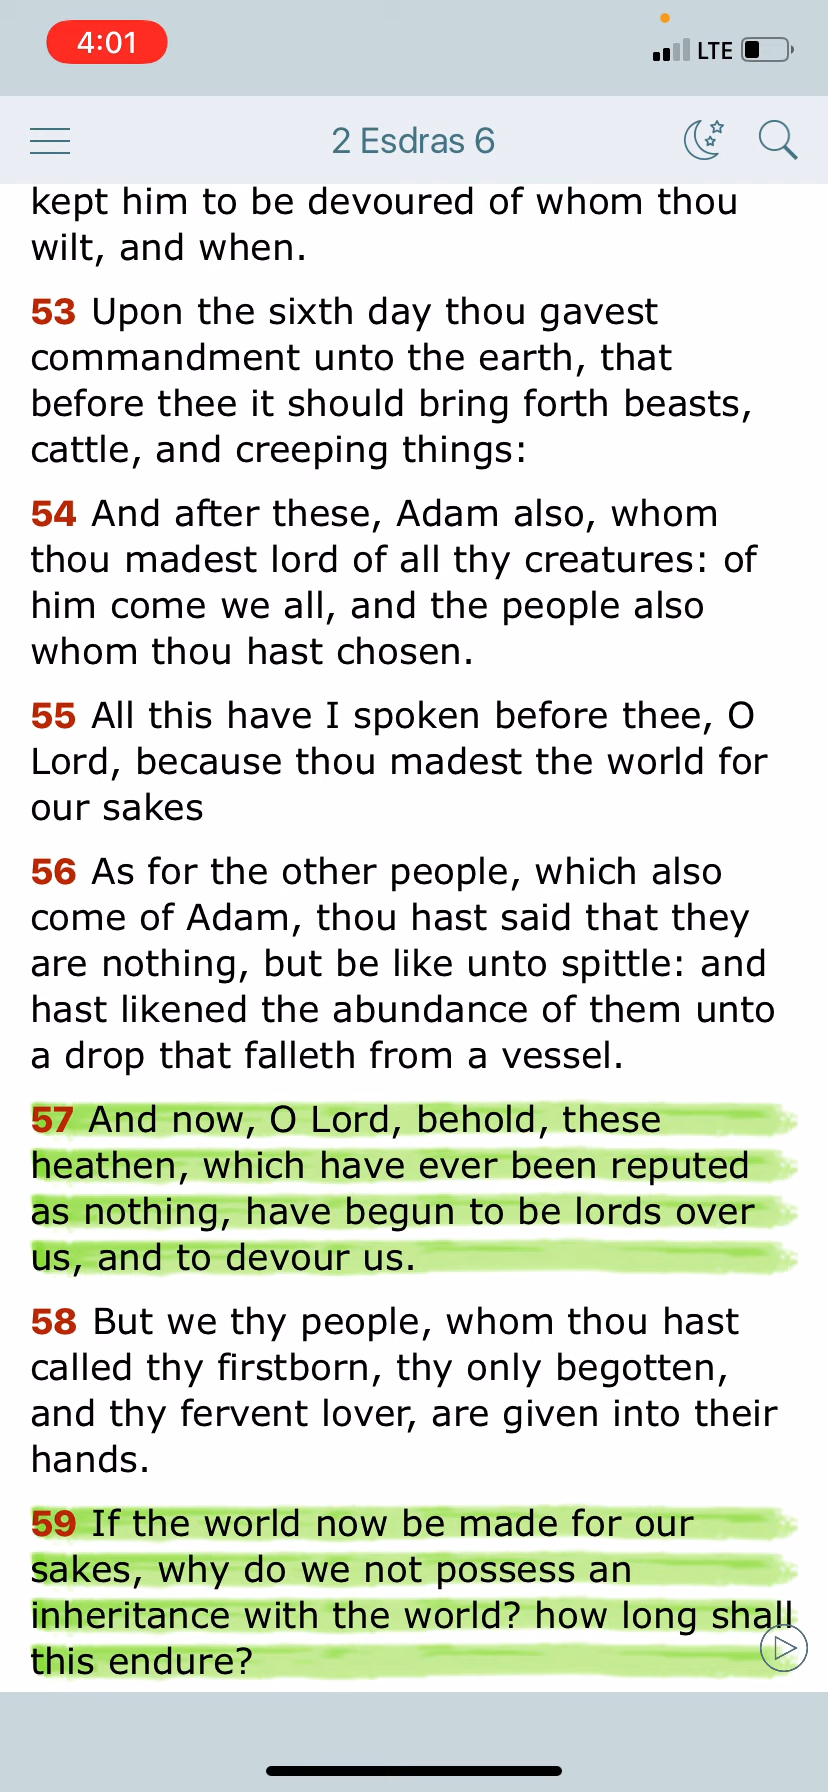 4:01
LTE
2 Esdras 6
kept him to be devoured of whom thou
wilt, and when.
53 Upon the sixth day thou gavest
commandment unto the earth, that
before thee it should bring forth beasts,
cattle, and creeping things:
54 And after these, Adam also, whom
thou madest lord of all thy creatures: of
him come we all, and the people also
whom thou hast chosen.
55 All this have I spoken before thee, O
Lord, because thou madest the world for
our sakes
56 As for the other people, which also
come of Adam, thou hast said that they
are nothing, but be like unto spittle: and
hast likened the abundance of them unto
a drop that falleth from a vessel.
57 And now, O Lord, behold, these
heathen, which have ever been reputed
as nothing, have begun to be lords over
us, and to devour us.
58 But we thy people, whom thou hast
called thy firstborn, thy only begotten,
and thy fervent lover, are given into their
hands.
59 If the world now be made for our
sakes, why do we not possess an
inheritance with the world? how long shall
this endure?